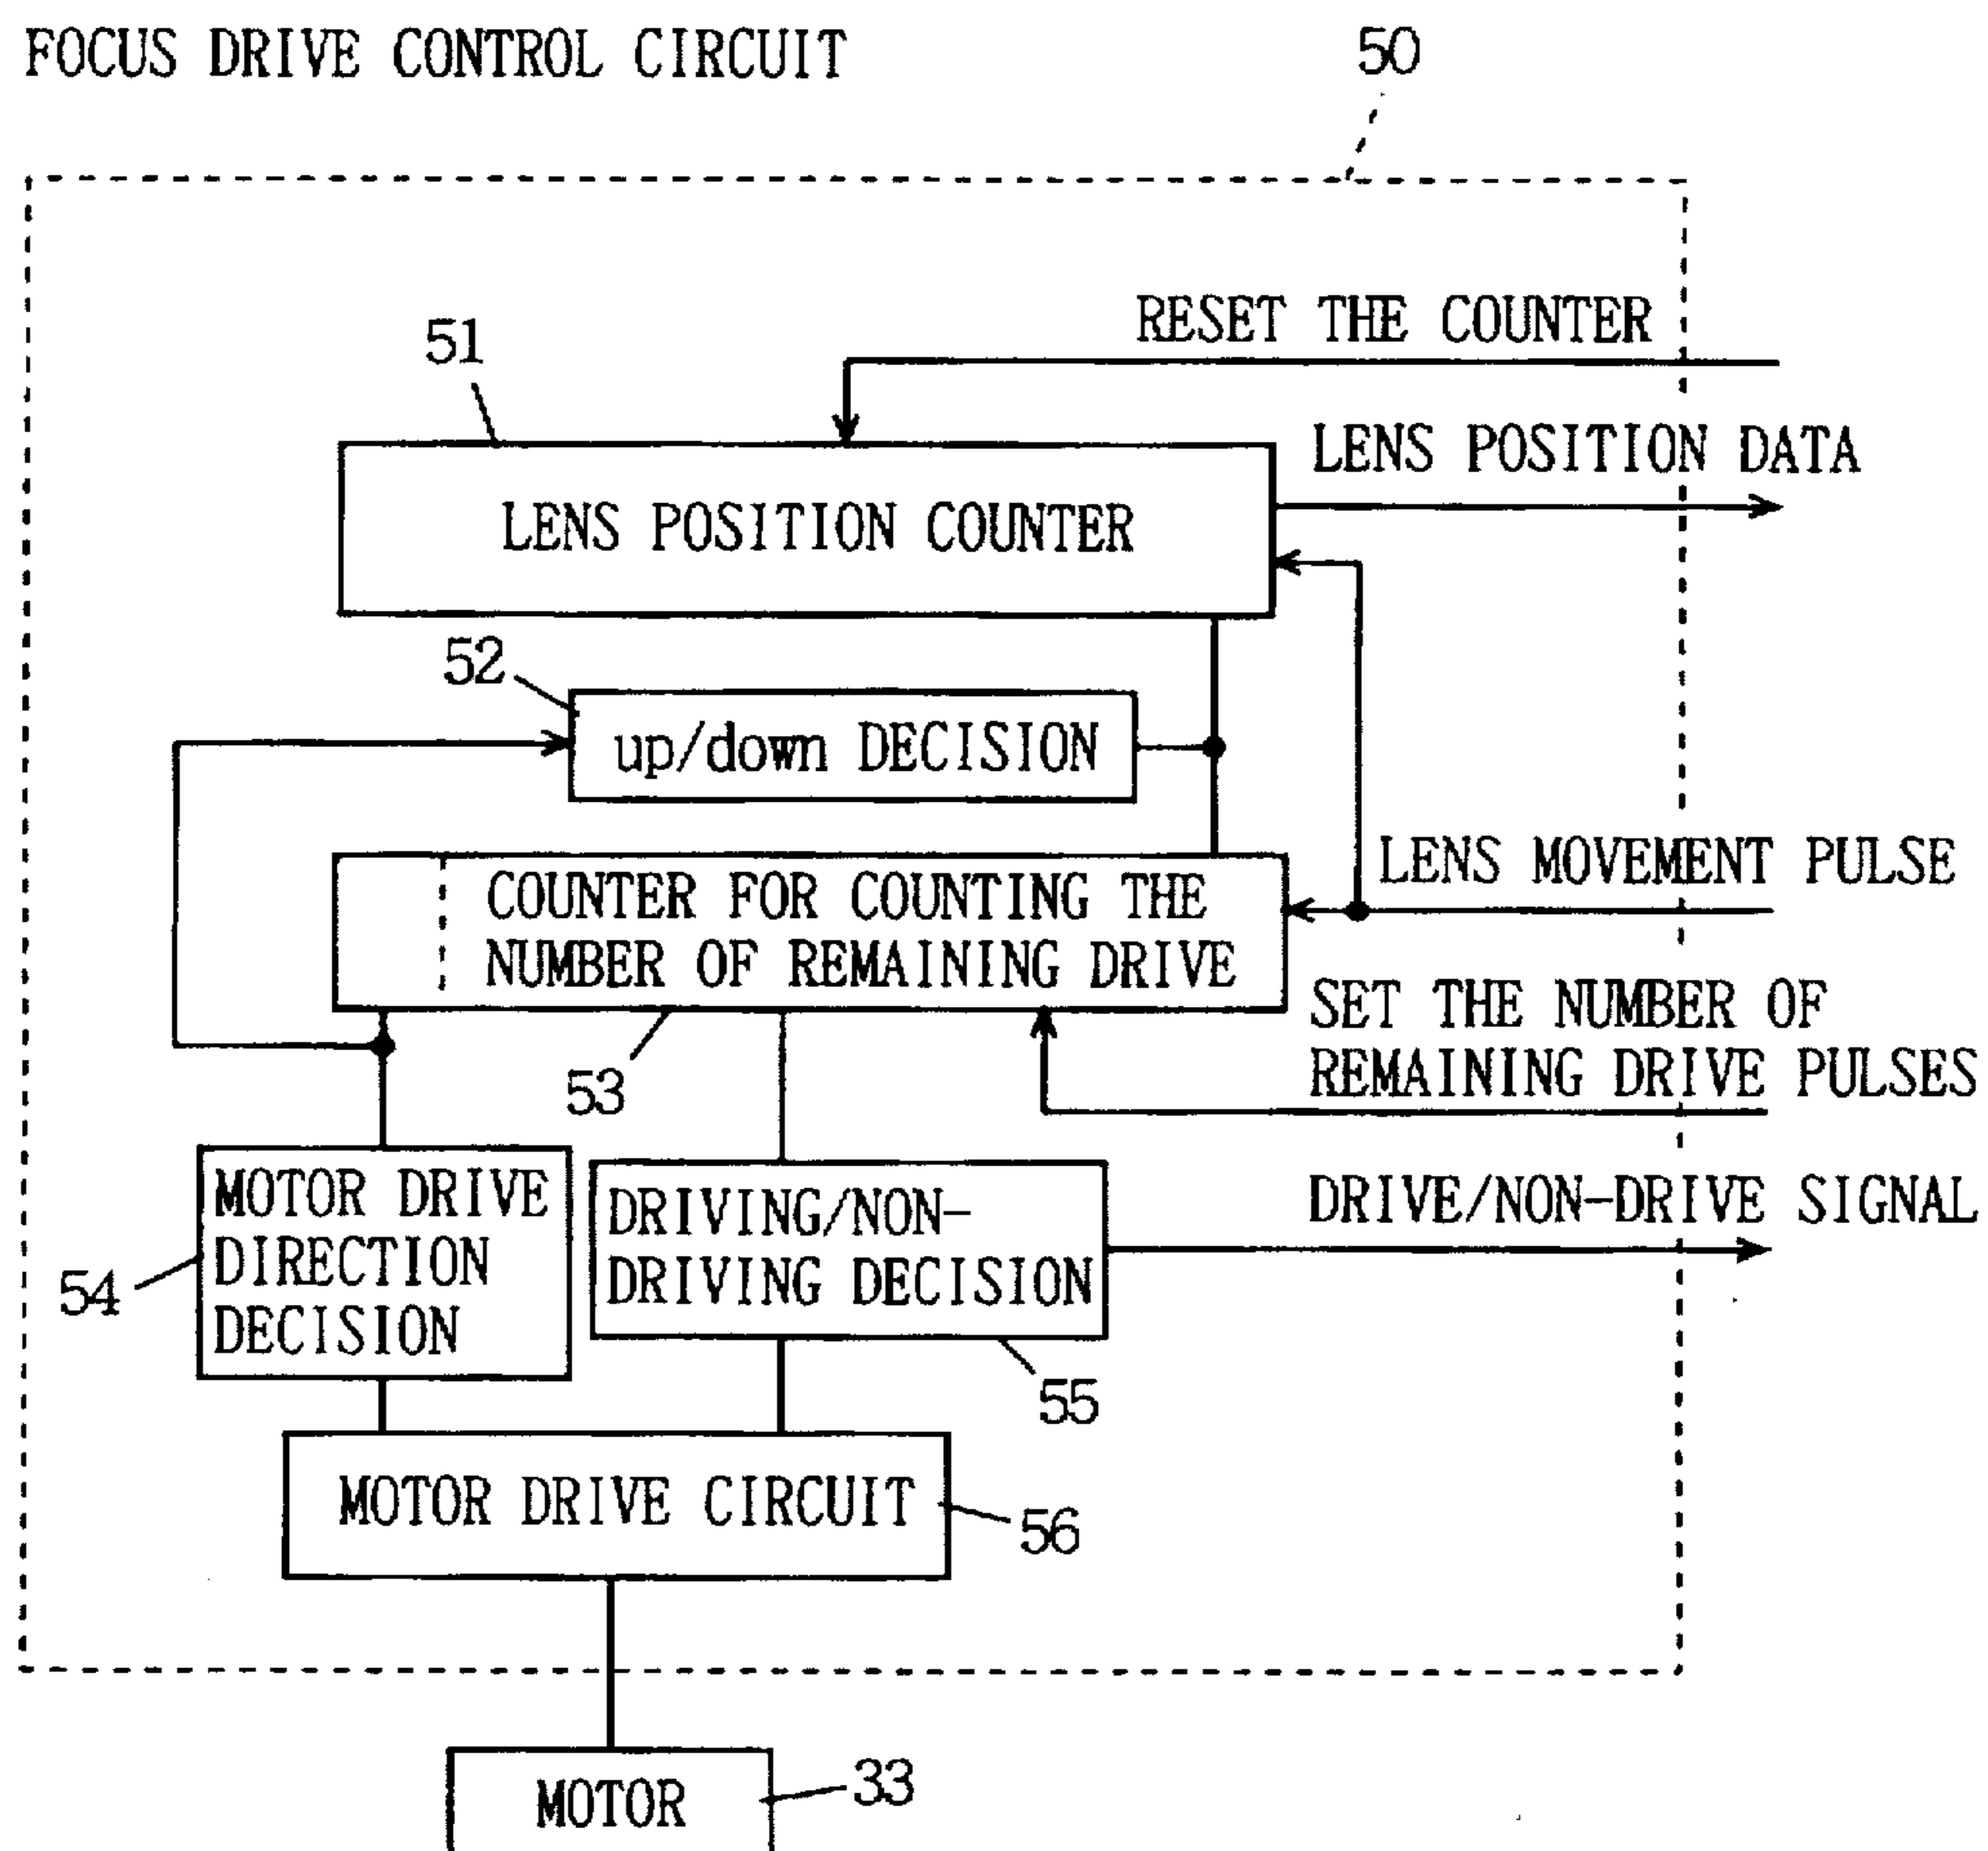 FOCUS DRIVE CONTROL CIRCUIT
50
RESET THE COUNTER
51
LENS POSITION DATA
LENS POSITION COUNTER
52
up/down DECISION
LENS MOVEMENT PULSE
COUNTER FOR COUNTING THE
NUMBER OF REMAINING DRIVE
SET THE NUMBER OF
REMAINING DRIVE PULSES
53
MOTOR DRIVE
DIRECTION
DECISION
54
DRIVING/NON-
DRIVING DECISION
DRIVE/NON-DRIVE SIGNAL
55
MOTOR DRIVE CIRCUIT
56
MOTOR
33